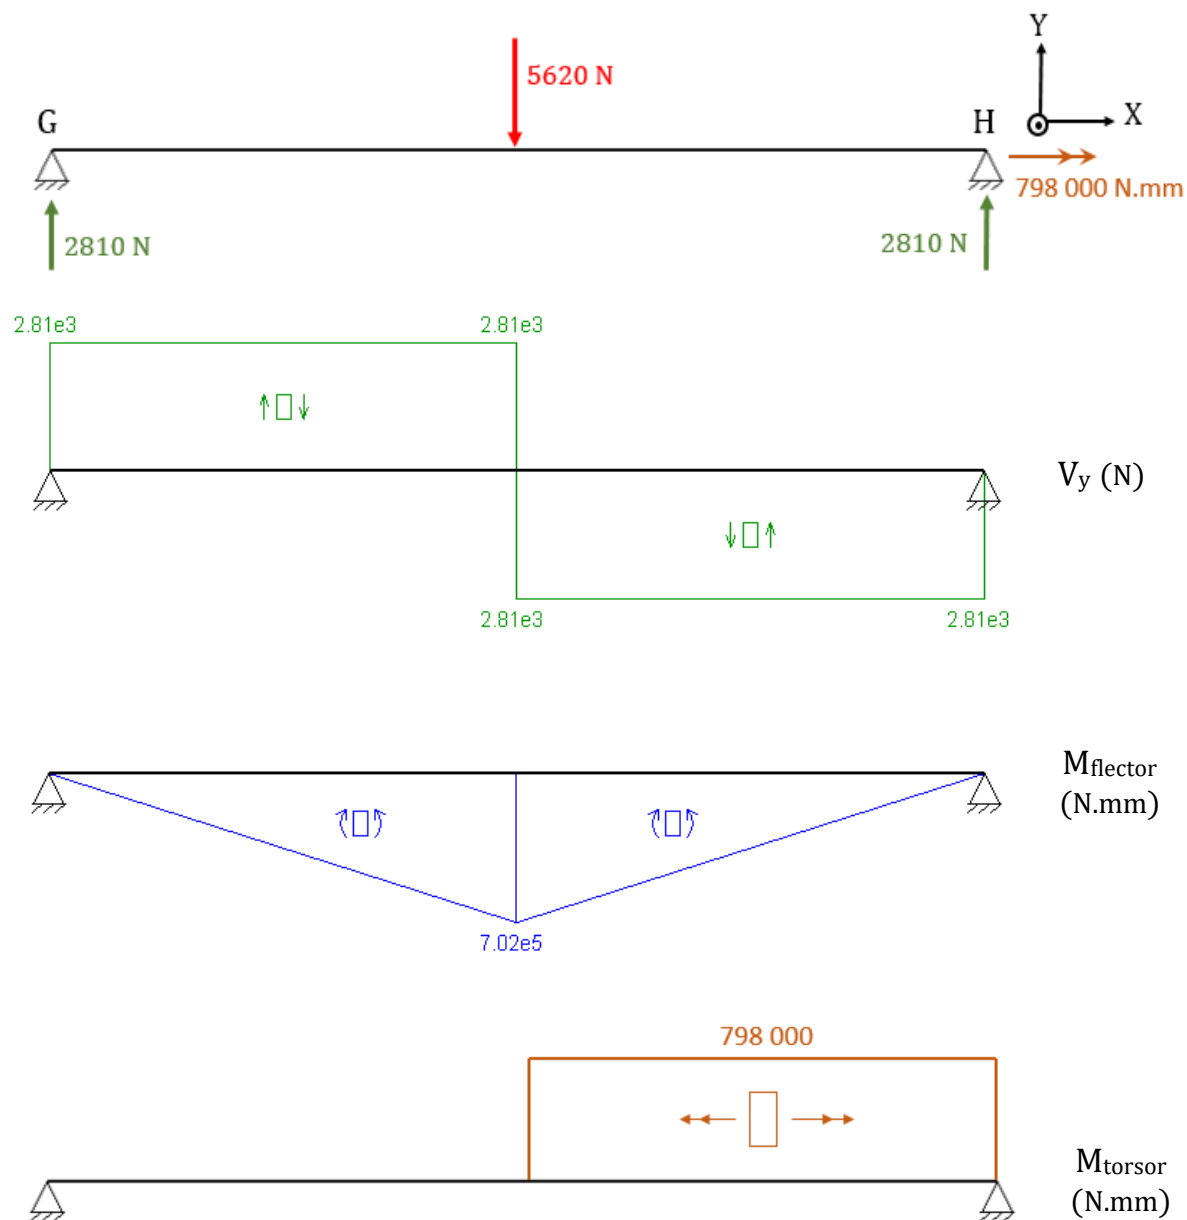 Y
5620 N
G
H
X
798 000 N.mm
2810 N
2810 N
2.81e3
2.81e3
Vy (N)
2.81e3
2.81e3
Mflector
(N.mm)
7.02e5
798 000
Mtorsor
(N.mm)